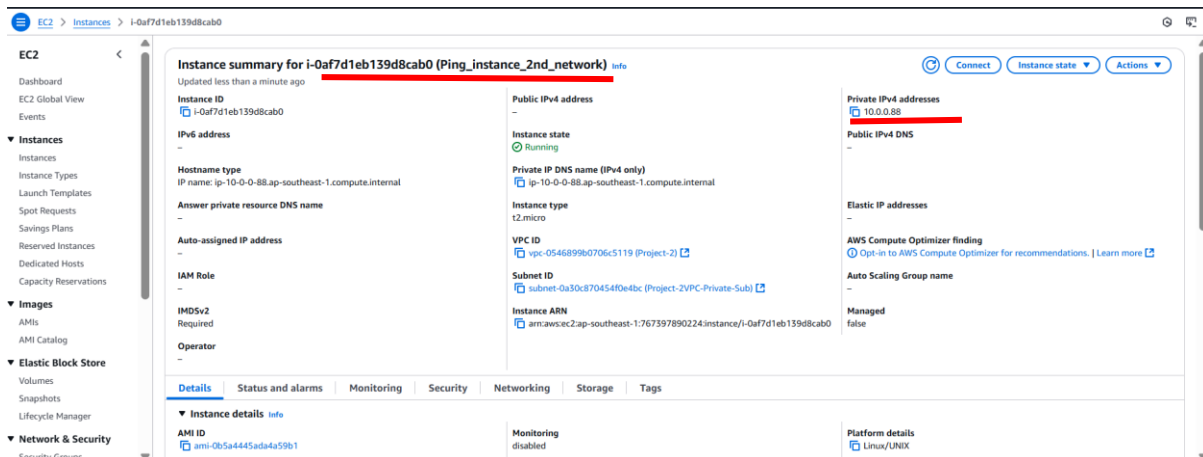 EC2 > Instances > i-0af7d1eb139d8cab0
EC2
Dashboard
EC2 Global View
Events
Instances
Instances
Instance Types
Launch Templates
Spot Requests
Savings Plans
Reserved Instances
Dedicated Hosts
Capacity Reservations
Images
AMIs
AMI Catalog
Elastic Block Store
Volumes
Snapshots
Lifecycle Manager
Network & Security
Security Groups
Instance summary for i-0af7d1eb139d8cab0 (Ping_instance_2nd_network) Info
Connect Instance state Actions
Updated less than a minute ago
Instance ID
i-0af7d1eb139d8cab0
Public IPv4 address
–
Private IPv4 addresses
10.0.0.88
IPv6 address
–
Instance state
Running
Public IPv4 DNS
–
Hostname type
IP name: ip-10-0-0-88.ap-southeast-1.compute.internal
Private IP DNS name (IPv4 only)
ip-10-0-0-88.ap-southeast-1.compute.internal
Answer private resource DNS name
–
Instance type
t2.micro
Elastic IP addresses
–
Auto-assigned IP address
–
VPC ID
vpc-0546899b0706c5119 (Project-2)
AWS Compute Optimizer finding
Opt-in to AWS Compute Optimizer for recommendations. | Learn more
IAM Role
–
Subnet ID
subnet-0a30c870454f0e4bc (Project-2VPC-Private-Sub)
Auto Scaling Group name
–
IMDSv2
Required
Instance ARN
arn:aws:ec2:ap-southeast-1:767397890224:instance/i-0af7d1eb139d8cab0
Managed
false
Operator
–
Details Status and alarms Monitoring Security Networking Storage Tags
Instance details Info
AMI ID
ami-0b5a4445ada4a59b1
Monitoring
disabled
Platform details
Linux/UNIX